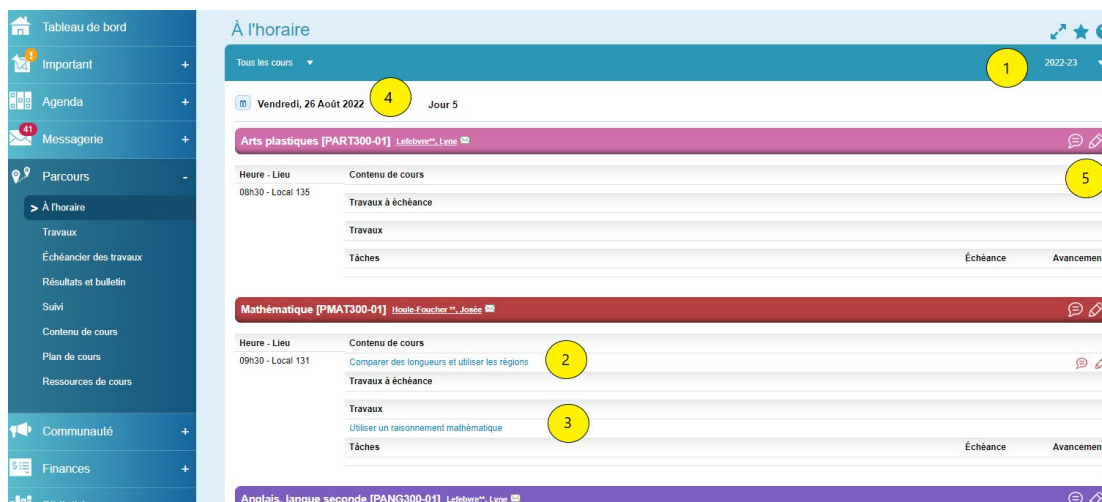 Tableau de bord
Important +
Agenda +
41
Messagerie +
Parcours -
> À l'horaire
Travaux
Échéancier des travaux
Résultats et bulletin
Suivi
Contenu de cours
Plan de cours
Ressources de cours
Communauté +
Finances +
À l'horaire
Tous les cours
1
2022-23
Vendredi, 26 Août 2022
4
Jour 5
Arts plastiques [PART300-01] Lefebvre**, Lyne
Heure - Lieu
Contenu de cours
5
08h30 - Local 135
Travaux à échéance
Travaux
Tâches
Échéance
Avancemen
Mathématique [PMAT300-01] Houle-Foucher **, Josée
Heure - Lieu
Contenu de cours
09h30 - Local 131
Comparer des longueurs et utiliser les régions
2
Travaux à échéance
Travaux
Utiliser un raisonnement mathématique
3
Tâches
Échéance
Avancemen
Anglais, langue seconde [PANG300-01] Lefebvre**, Lyne